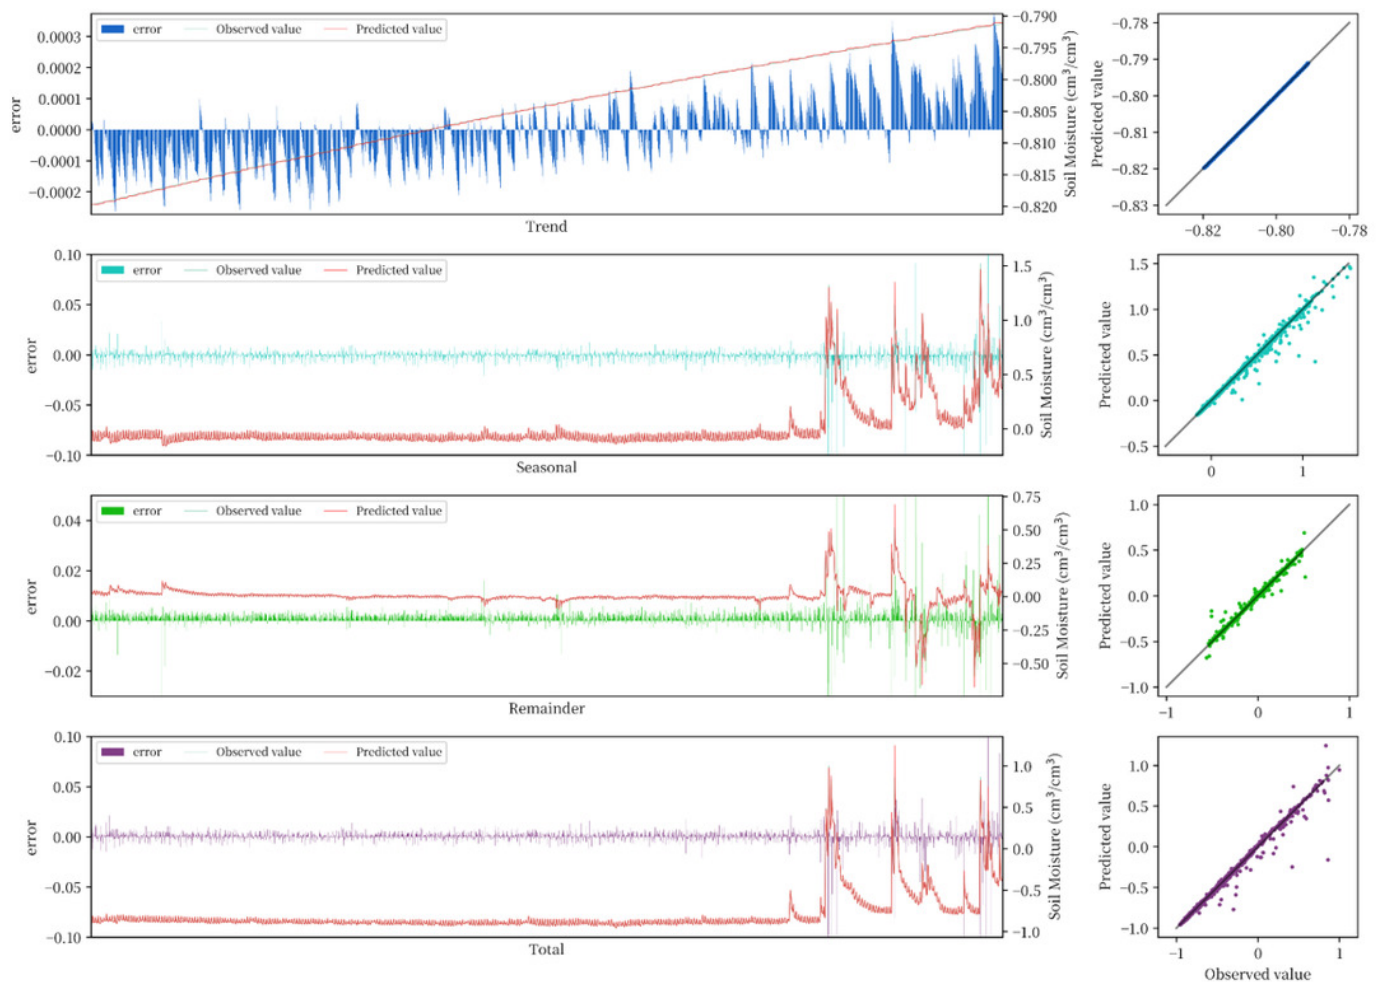 error Observed value Predicted value
0.0003
0.0002
0.0001
0.0000
−0.0001
−0.0002
error
−0.790
−0.795
−0.800
−0.805
−0.810
−0.815
−0.820
Soil Moisture (cm³/cm³)
Trend
−0.78
−0.79
−0.80
−0.81
−0.82
−0.83
Predicted value
−0.82 −0.80 −0.78
error Observed value Predicted value
0.10
0.05
0.00
−0.05
−0.10
error
1.5
1.0
0.5
0.0
Soil Moisture (cm³/cm³)
Seasonal
1.5
1.0
0.5
0.0
−0.5
Predicted value
0 1
error Observed value Predicted value
0.04
0.02
0.00
−0.02
error
0.75
0.50
0.25
0.00
−0.25
−0.50
Soil Moisture (cm³/cm³)
Remainder
1.0
0.5
0.0
−0.5
−1.0
Predicted value
−1 0 1
error Observed value Predicted value
0.10
0.05
0.00
−0.05
−0.10
error
1.0
0.5
0.0
−0.5
−1.0
Soil Moisture (cm³/cm³)
Total
1.0
0.5
0.0
−0.5
−1.0
Predicted value
−1 0 1
Observed value